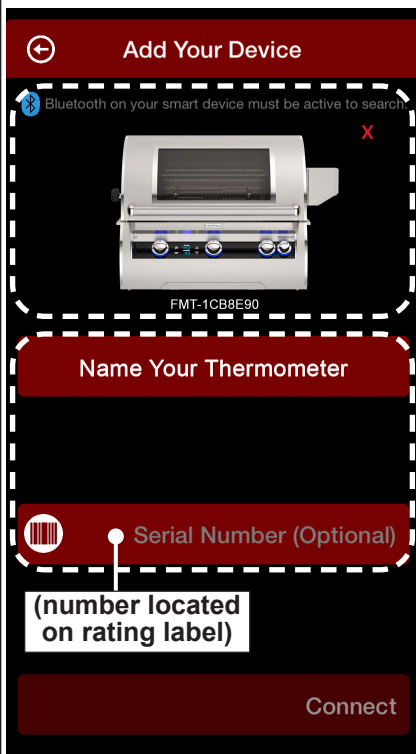 Add Your Device
Bluetooth on your smart device must be active to search.
X
FMT-1CB8E90
Name Your Thermometer
Serial Number (Optional)
(number located
on rating label)
Connect